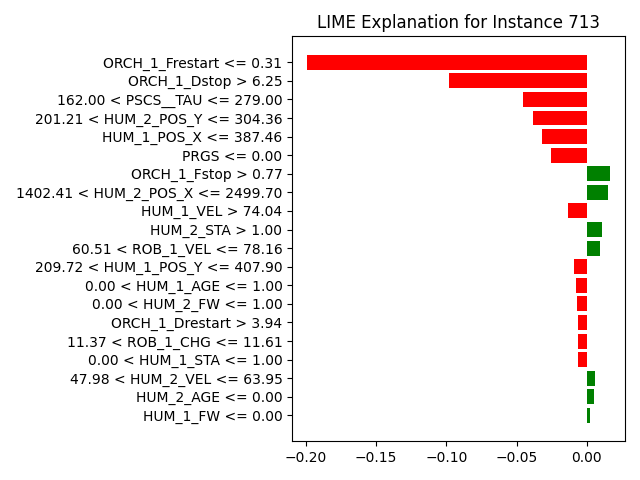 LIME Explanation for Instance 713
ORCH_1_Frestart <= 0.31
ORCH_1_Dstop > 6.25
162.00 < PSCS__TAU <= 279.00
201.21 < HUM_2_POS_Y <= 304.36
HUM_1_POS_X <= 387.46
PRGS <= 0.00
ORCH_1_Fstop > 0.77
1402.41 < HUM_2_POS_X <= 2499.70
HUM_1_VEL > 74.04
HUM_2_STA > 1.00
60.51 < ROB_1_VEL <= 78.16
209.72 < HUM_1_POS_Y <= 407.90
0.00 < HUM_1_AGE <= 1.00
0.00 < HUM_2_FW <= 1.00
ORCH_1_Drestart > 3.94
11.37 < ROB_1_CHG <= 11.61
0.00 < HUM_1_STA <= 1.00
47.98 < HUM_2_VEL <= 63.95
HUM_2_AGE <= 0.00
HUM_1_FW <= 0.00
−0.20 −0.15 −0.10 −0.05 0.00